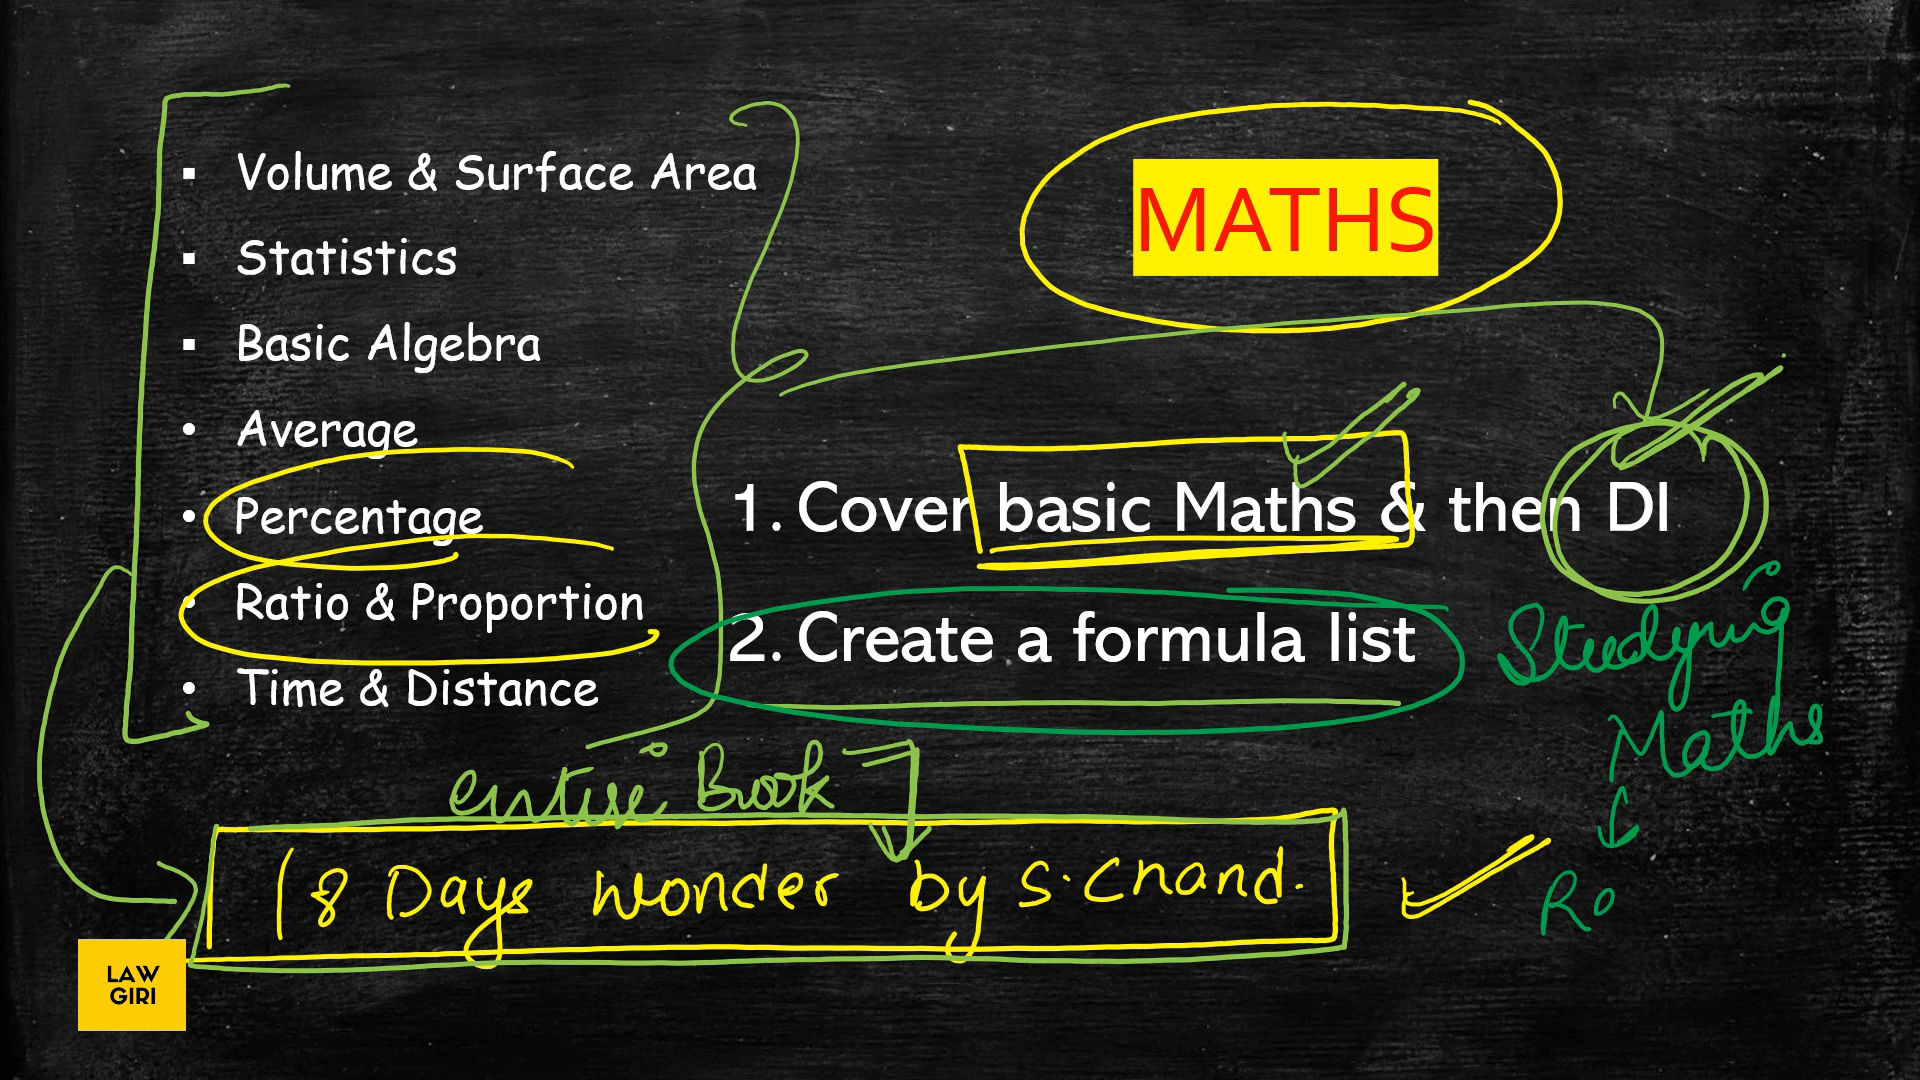 MATHS
▪ Volume & Surface Area
▪ Statistics
▪ Basic Algebra
• Average
• Percentage
• Ratio & Proportion
• Time & Distance
1. Cover basic Maths & then DI
2. Create a formula list
Studying
Maths
Ro
entire Book
18 Days Wonder by S. Chand.
LAW
GIRI